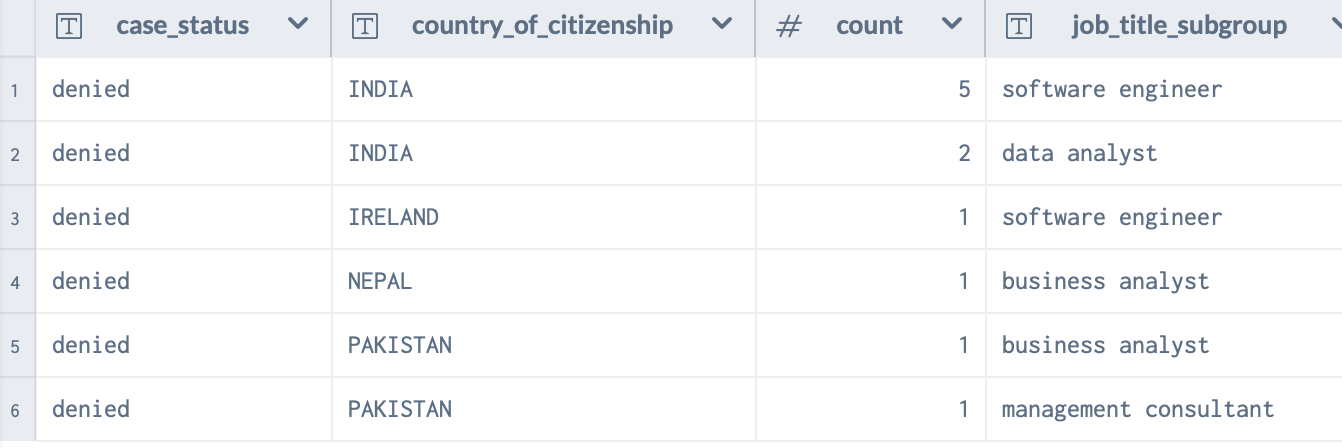 case_status country_of_citizenship # count job_title_subgroup
1 denied INDIA 5 software engineer
2 denied INDIA 2 data analyst
3 denied IRELAND 1 software engineer
4 denied NEPAL 1 business analyst
5 denied PAKISTAN 1 business analyst
6 denied PAKISTAN 1 management consultant